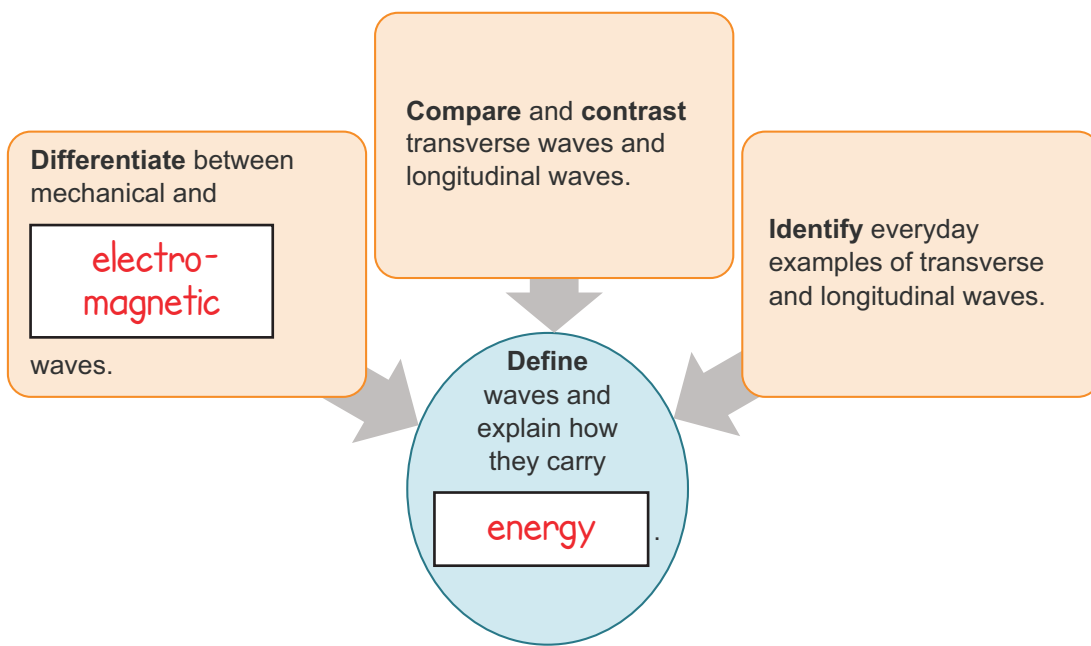 Differentiate between
mechanical and
electro-
magnetic
waves.
Compare and contrast
transverse waves and
longitudinal waves.
Identify everyday
examples of transverse
and longitudinal waves.
Define
waves and
explain how
they carry
energy.